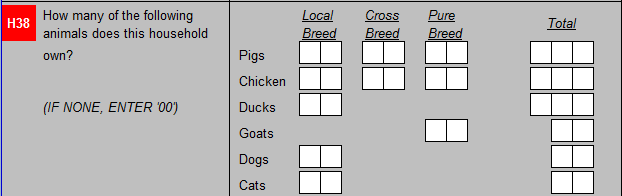 H38 How many of the following
animals does this household
own?
(IF NONE, ENTER '00')
Local Breed Cross Breed Pure Breed Total
Pigs
Chicken
Ducks
Goats
Dogs
Cats